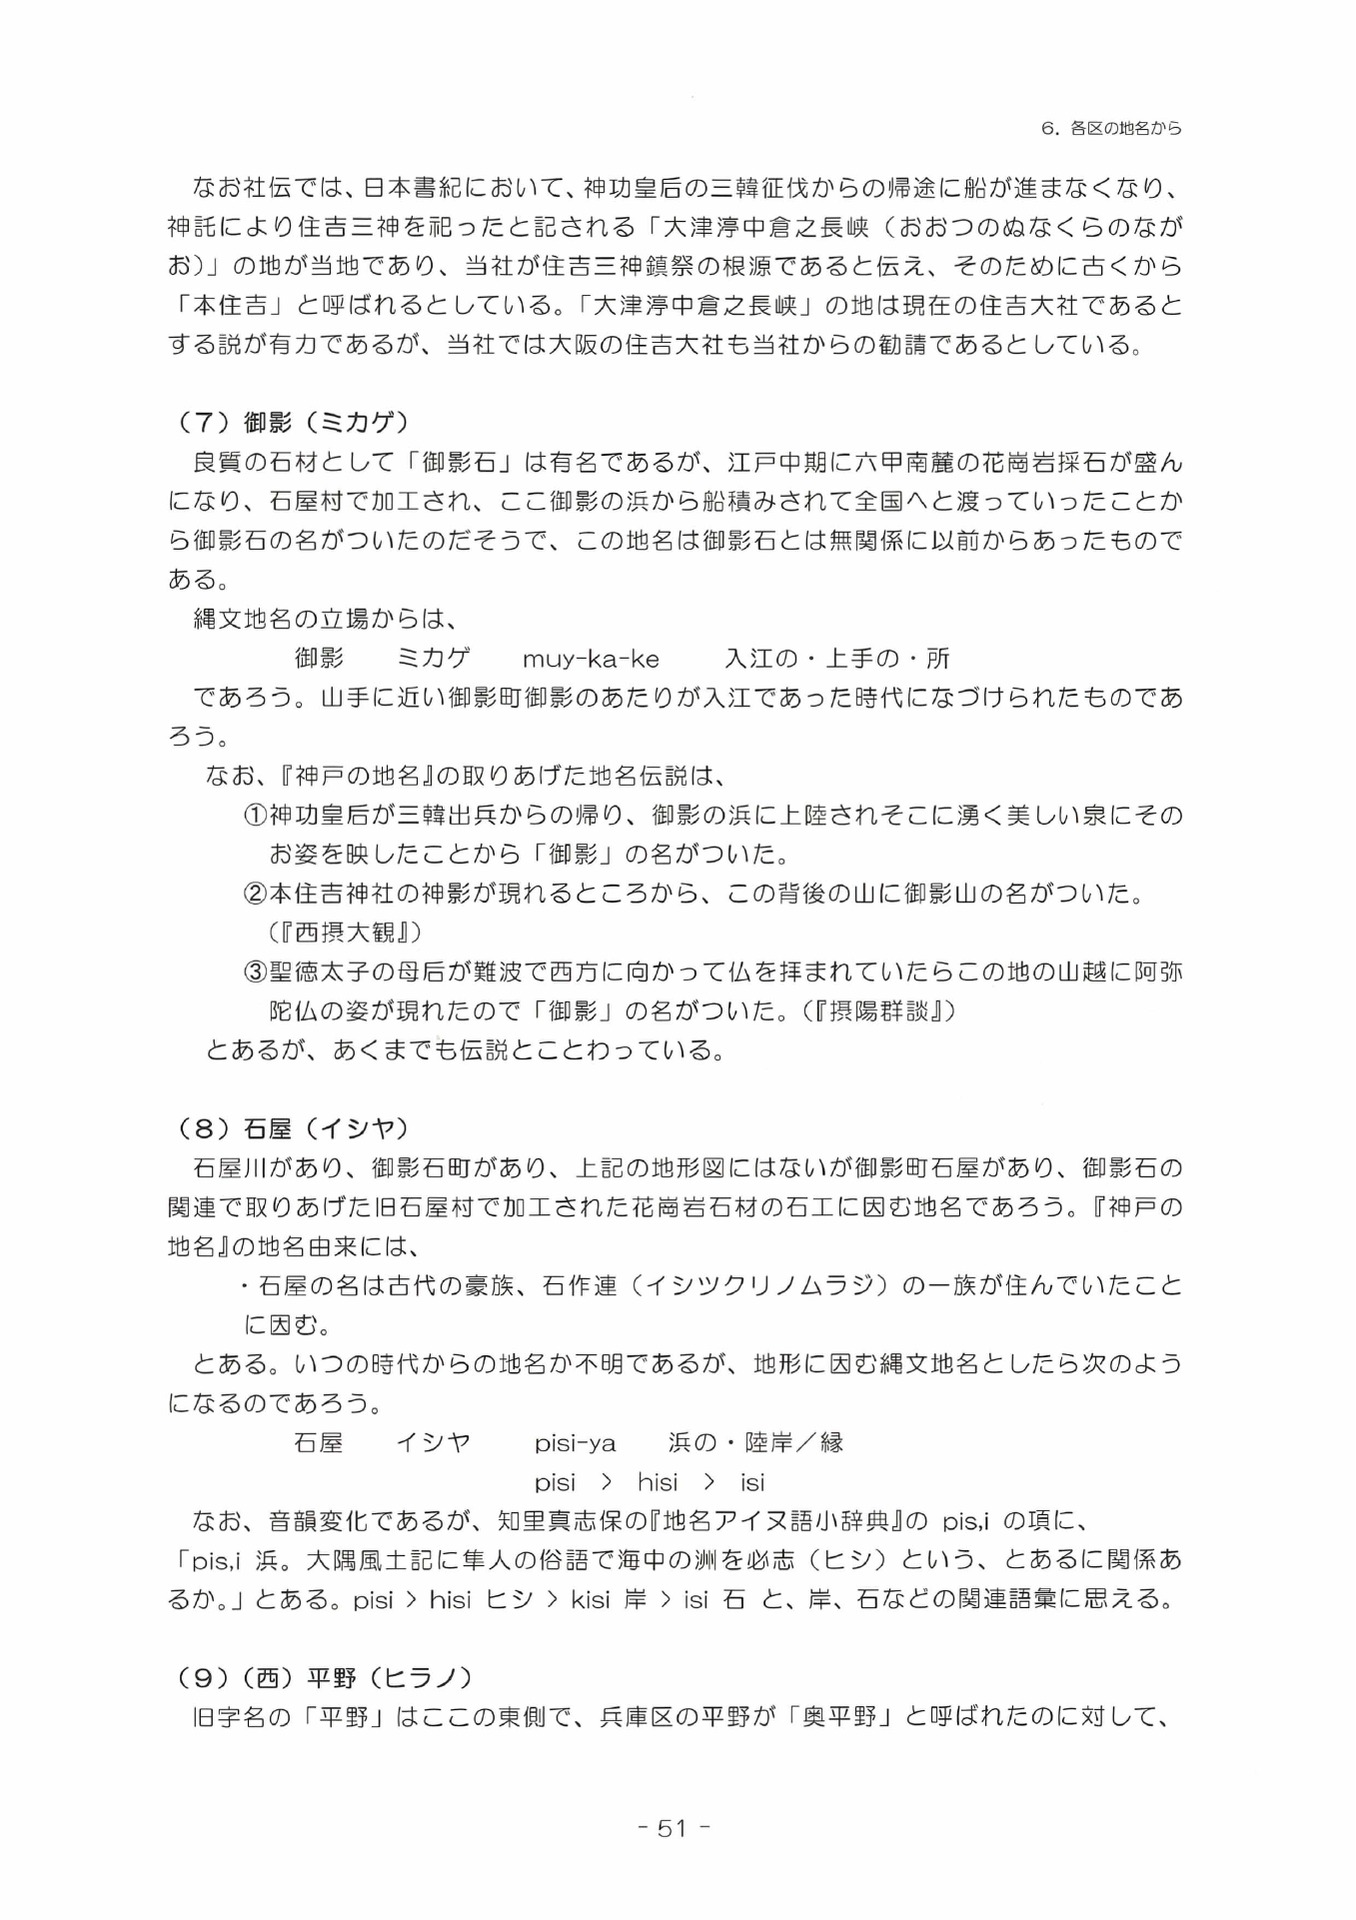 6．各区の地名から
なお社伝では、日本書紀において、神功皇后の三韓征伐からの帰途に船が進まなくなり、
神託により住吉三神を祀ったと記される「大津渟中倉之長峡（おおつのぬなくらのなが
お）」の地が当地であり、当社が住吉三神鎮祭の根源であると伝え、そのために古くから
「本住吉」と呼ばれるとしている。「大津渟中倉之長峡」の地は現在の住吉大社であると
する説が有力であるが、当社では大阪の住吉大社も当社からの勧請であるとしている。
（７）御影（ミカゲ）
良質の石材として「御影石」は有名であるが、江戸中期に六甲南麓の花崗岩採石が盛ん
になり、石屋村で加工され、ここ御影の浜から船積みされて全国へと渡っていったことか
ら御影石の名がついたのだそうで、この地名は御影石とは無関係に以前からあったもので
ある。
縄文地名の立場からは、
御影　ミカゲ　muy-ka-ke　入江の・上手の・所
であろう。山手に近い御影町御影のあたりが入江であった時代になづけられたものであ
ろう。
なお、『神戸の地名』の取りあげた地名伝説は、
①神功皇后が三韓出兵からの帰り、御影の浜に上陸されそこに湧く美しい泉にその
お姿を映したことから「御影」の名がついた。
②本住吉神社の神影が現れるところから、この背後の山に御影山の名がついた。
（『西摂大観』）
③聖徳太子の母后が難波で西方に向かって仏を拝まれていたらこの地の山越に阿弥
陀仏の姿が現れたので「御影」の名がついた。（『摂陽群談』）
とあるが、あくまでも伝説とことわっている。
（８）石屋（イシヤ）
石屋川があり、御影石町があり、上記の地形図にはないが御影町石屋があり、御影石の
関連で取りあげた旧石屋村で加工された花崗岩石材の石工に因む地名であろう。『神戸の
地名』の地名由来には、
・石屋の名は古代の豪族、石作連（イシツクリノムラジ）の一族が住んでいたこと
に因む。
とある。いつの時代からの地名か不明であるが、地形に因む縄文地名としたら次のよう
になるのであろう。
石屋　イシヤ　pisi-ya　浜の・陸岸／縁
pisi > hisi > isi
なお、音韻変化であるが、知里真志保の『地名アイヌ語小辞典』の pis,i の項に、
「pis,i 浜。大隅風土記に隼人の俗語で海中の洲を必志（ヒシ）という、とあるに関係あ
るか。」とある。pisi > hisi ヒシ > kisi 岸 > isi 石 と、岸、石などの関連語彙に思える。
（９）（西）平野（ヒラノ）
旧字名の「平野」はここの東側で、兵庫区の平野が「奥平野」と呼ばれたのに対して、
- 51 -